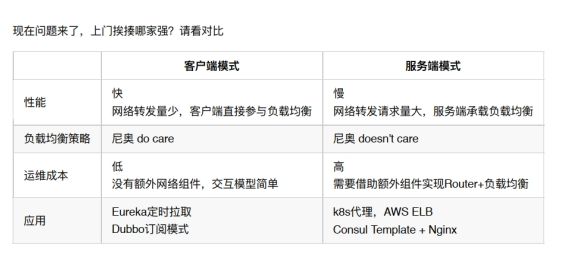 现在问题来了，上门挨揍哪家强？请看对比
客户端模式
服务端模式
性能
快
网络转发量少，客户端直接参与负载均衡
慢
网络转发请求量大，服务端承载负载均衡
负载均衡策略
尼奥 do care
尼奥 doesn't care
运维成本
低
没有额外网络组件，交互模型简单
高
需要借助额外组件实现Router+负载均衡
应用
Eureka定时拉取
Dubbo订阅模式
k8s代理，AWS ELB
Consul Template + Nginx